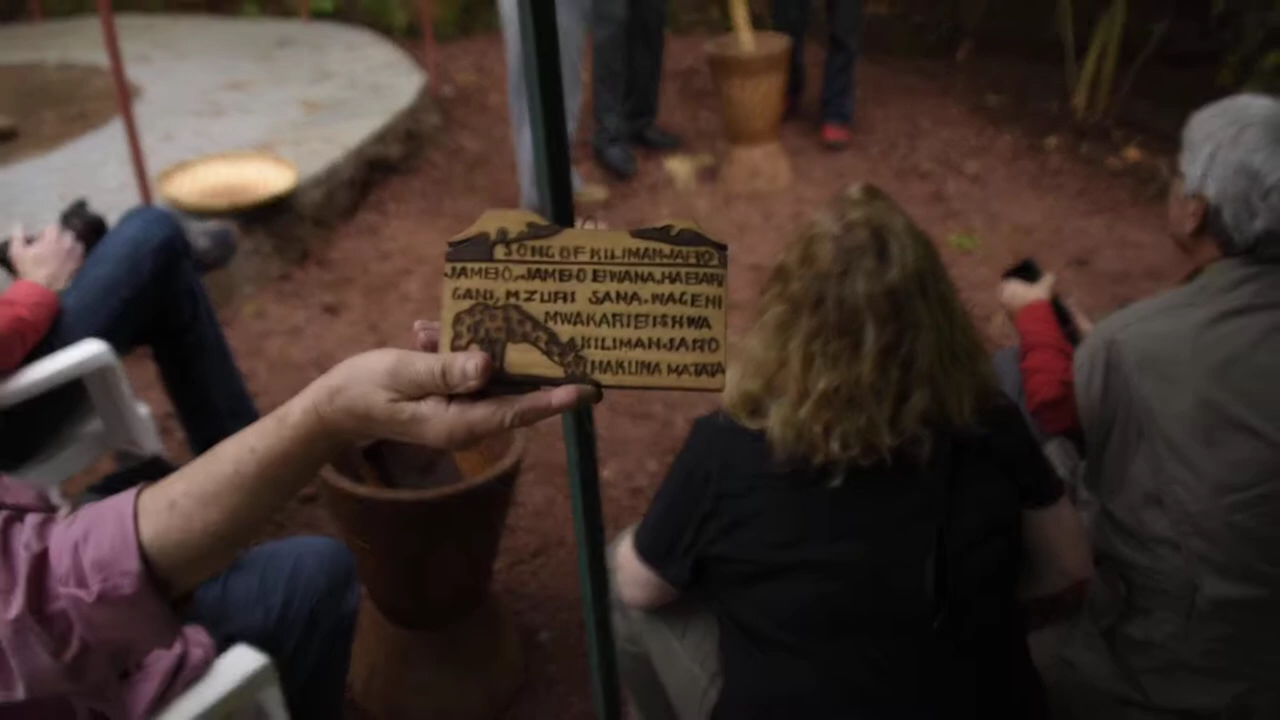 SONG OF KILIMANJARO
JAMBO, JAMBO BWANA, HABARI
GANI, MZURI SANA. WAGENI
MWAKARIBISHWA
KILIMANJARO
HAKUNA MATATA